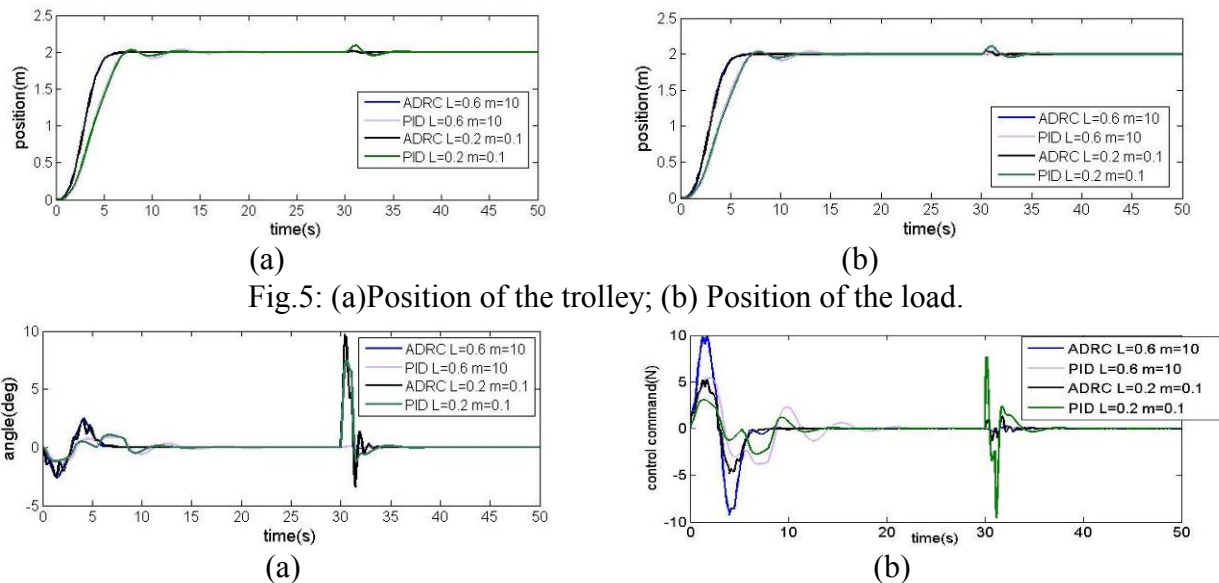 2.5
2
1.5
1
0.5
0
position(m)
ADRC L=0.6 m=10
PID L=0.6 m=10
ADRC L=0.2 m=0.1
PID L=0.2 m=0.1
0 5 10 15 20 25 30 35 40 45 50
time(s)
(a)
2.5
2
1.5
1
0.5
0
position(m)
ADRC L=0.6 m=10
PID L=0.6 m=10
ADRC L=0.2 m=0.1
PID L=0.2 m=0.1
0 5 10 15 20 25 30 35 40 45 50
time(s)
(b)
Fig.5: (a)Position of the trolley; (b) Position of the load.
10
5
0
-5
angle(deg)
ADRC L=0.6 m=10
PID L=0.6 m=10
ADRC L=0.2 m=0.1
PID L=0.2 m=0.1
0 5 10 15 20 25 30 35 40 45 50
time(s)
(a)
10
5
0
-5
-10
control command(N)
ADRC L=0.6 m=10
PID L=0.6 m=10
ADRC L=0.2 m=0.1
PID L=0.2 m=0.1
0 10 20 30 40 50
time(s)
(b)